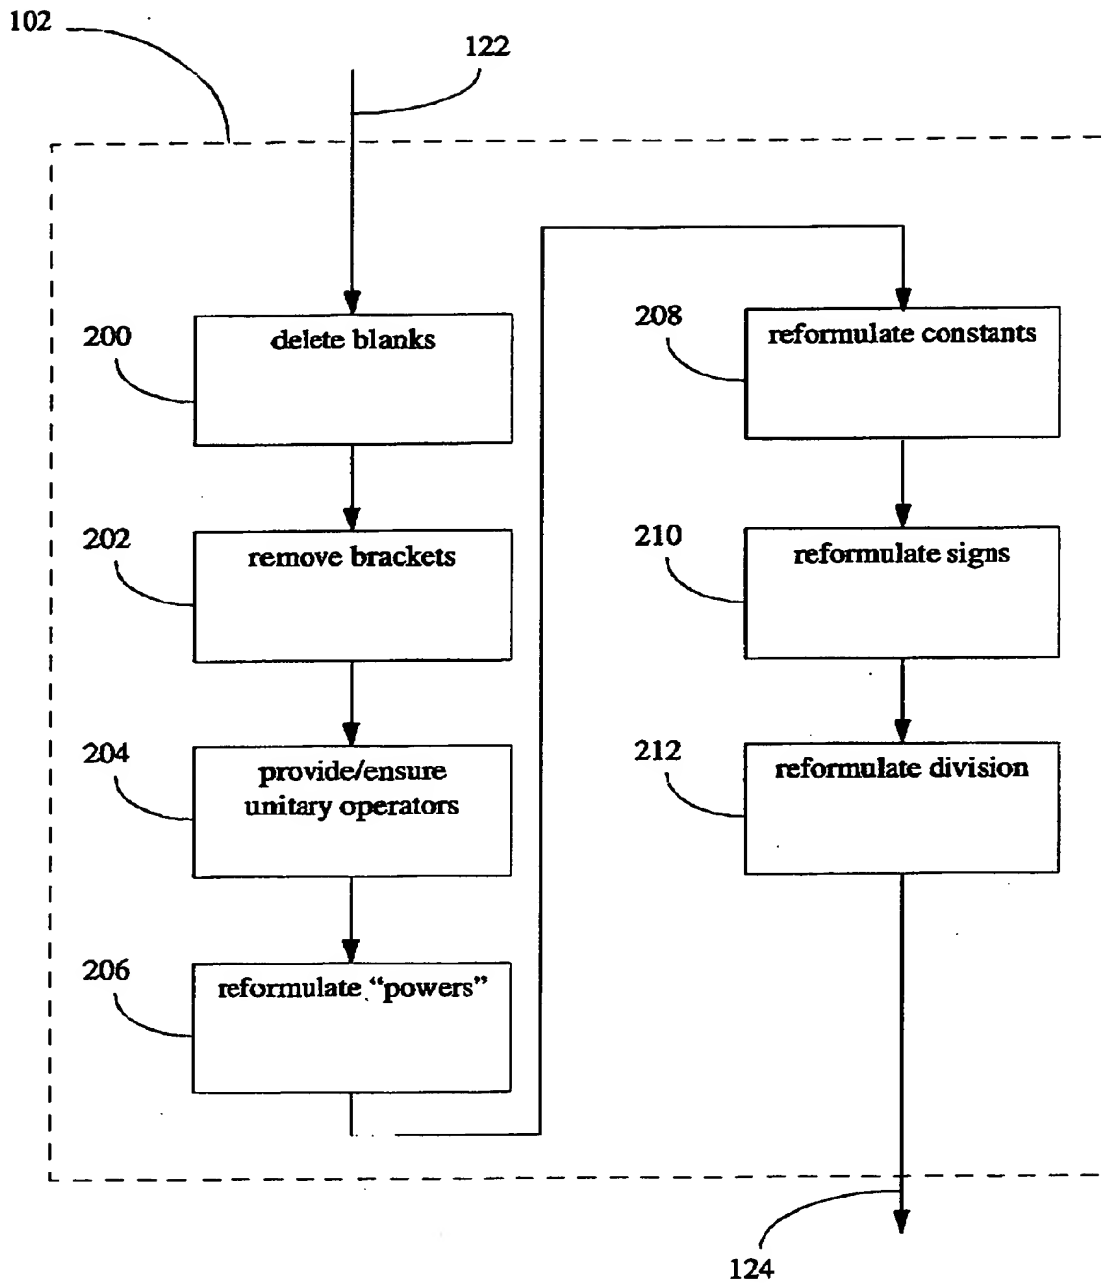 102
122
200
delete blanks
202
remove brackets
204
provide/ensure
unitary operators
206
reformulate “powers”
208
reformulate constants
210
reformulate signs
212
reformulate division
124